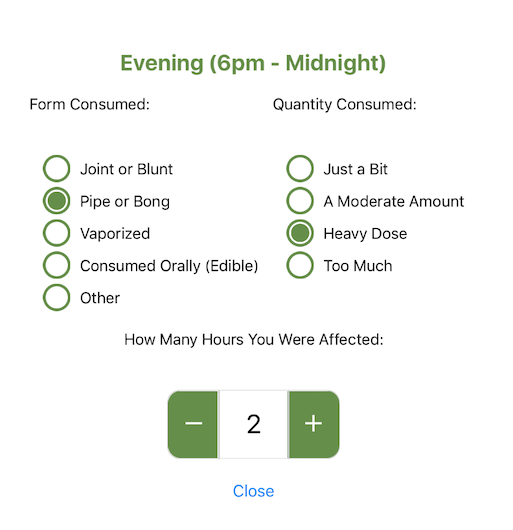 Evening (6pm - Midnight)
Form Consumed:
Quantity Consumed:
Joint or Blunt
Just a Bit
Pipe or Bong
A Moderate Amount
Vaporized
Heavy Dose
Consumed Orally (Edible)
Too Much
Other
How Many Hours You Were Affected:
− 2 +
Close